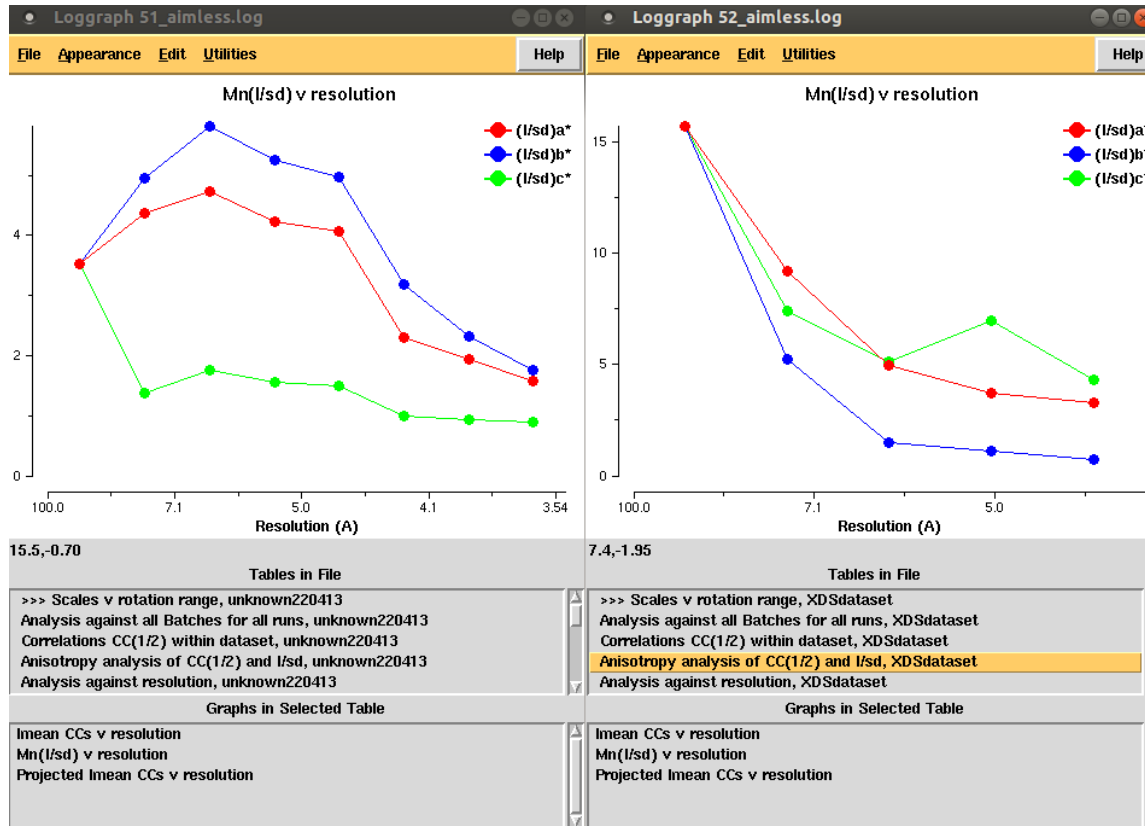 Loggraph 51_aimless.log
File Appearance Edit Utilities Help
Mn(I/sd) v resolution
(I/sd)a*
(I/sd)b*
(I/sd)c*
4
2
0
100.0 7.1 5.0 4.1 3.54
Resolution (A)
15.5,-0.70
Tables in File
>>> Scales v rotation range, unknown220413
Analysis against all Batches for all runs, unknown220413
Correlations CC(1/2) within dataset, unknown220413
Anisotropy analysis of CC(1/2) and I/sd, unknown220413
Analysis against resolution, unknown220413
Graphs in Selected Table
Imean CCs v resolution
Mn(I/sd) v resolution
Projected Imean CCs v resolution
Loggraph 52_aimless.log
File Appearance Edit Utilities Help
Mn(I/sd) v resolution
(I/sd)a*
(I/sd)b*
(I/sd)c*
15
10
5
0
100.0 7.1 5.0
Resolution (A)
7.4,-1.95
Tables in File
>>> Scales v rotation range, XDSdataset
Analysis against all Batches for all runs, XDSdataset
Correlations CC(1/2) within dataset, XDSdataset
Anisotropy analysis of CC(1/2) and I/sd, XDSdataset
Analysis against resolution, XDSdataset
Graphs in Selected Table
Imean CCs v resolution
Mn(I/sd) v resolution
Projected Imean CCs v resolution